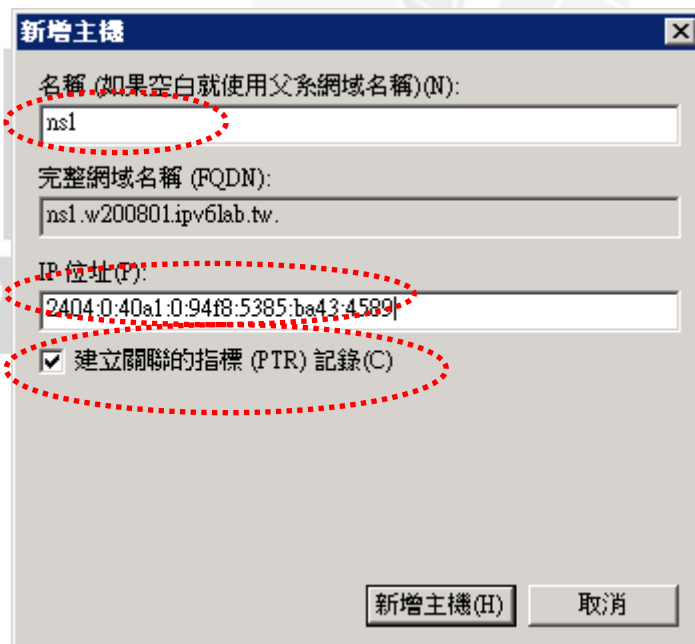 新增主機
名稱 (如果空白就使用父系網域名稱)(N):
ns1
完整網域名稱 (FQDN):
ns1.w200801.ipv6lab.tw.
IP 位址(P):
2404:0:40a1:0:94f8:5385:ba43:4589
建立關聯的指標 (PTR) 記錄(C)
新增主機(H)
取消